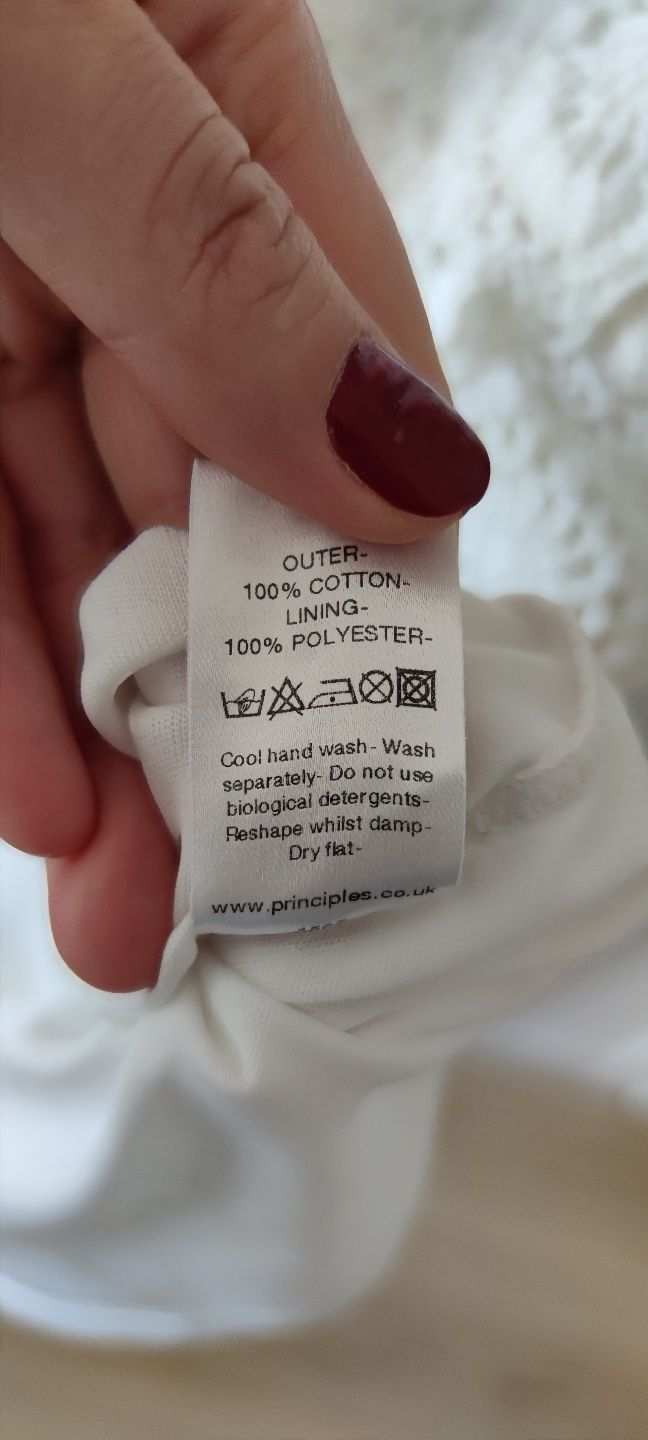 OUTER-
100% COTTON-
LINING-
100% POLYESTER-
Cool hand wash- Wash
separately- Do not use
biological detergents-
Reshape whilst damp-
Dry flat-
www.principles.co.uk